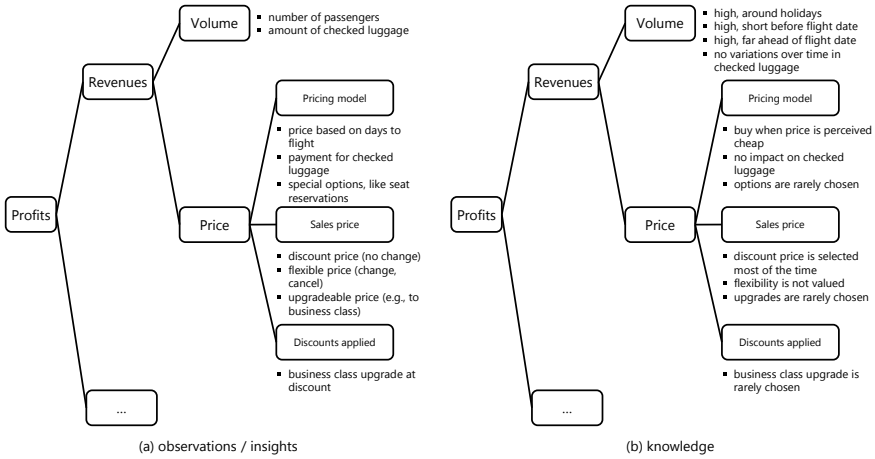 Volume
▪ number of passengers
▪ amount of checked luggage
Revenues
Pricing model
▪ price based on days to
flight
▪ payment for checked
luggage
▪ special options, like seat
reservations
Profits
Price
Sales price
▪ discount price (no change)
▪ flexible price (change,
cancel)
▪ upgradeable price (e.g., to
business class)
Discounts applied
▪ business class upgrade at
discount
...
(a) observations / insights
Volume
▪ high, around holidays
▪ high, short before flight date
▪ high, far ahead of flight date
▪ no variations over time in
checked luggage
Revenues
Pricing model
▪ buy when price is perceived
cheap
▪ no impact on checked
luggage
▪ options are rarely chosen
Profits
Price
Sales price
▪ discount price is selected
most of the time
▪ flexibility is not valued
▪ upgrades are rarely chosen
Discounts applied
▪ business class upgrade is
rarely chosen
...
(b) knowledge